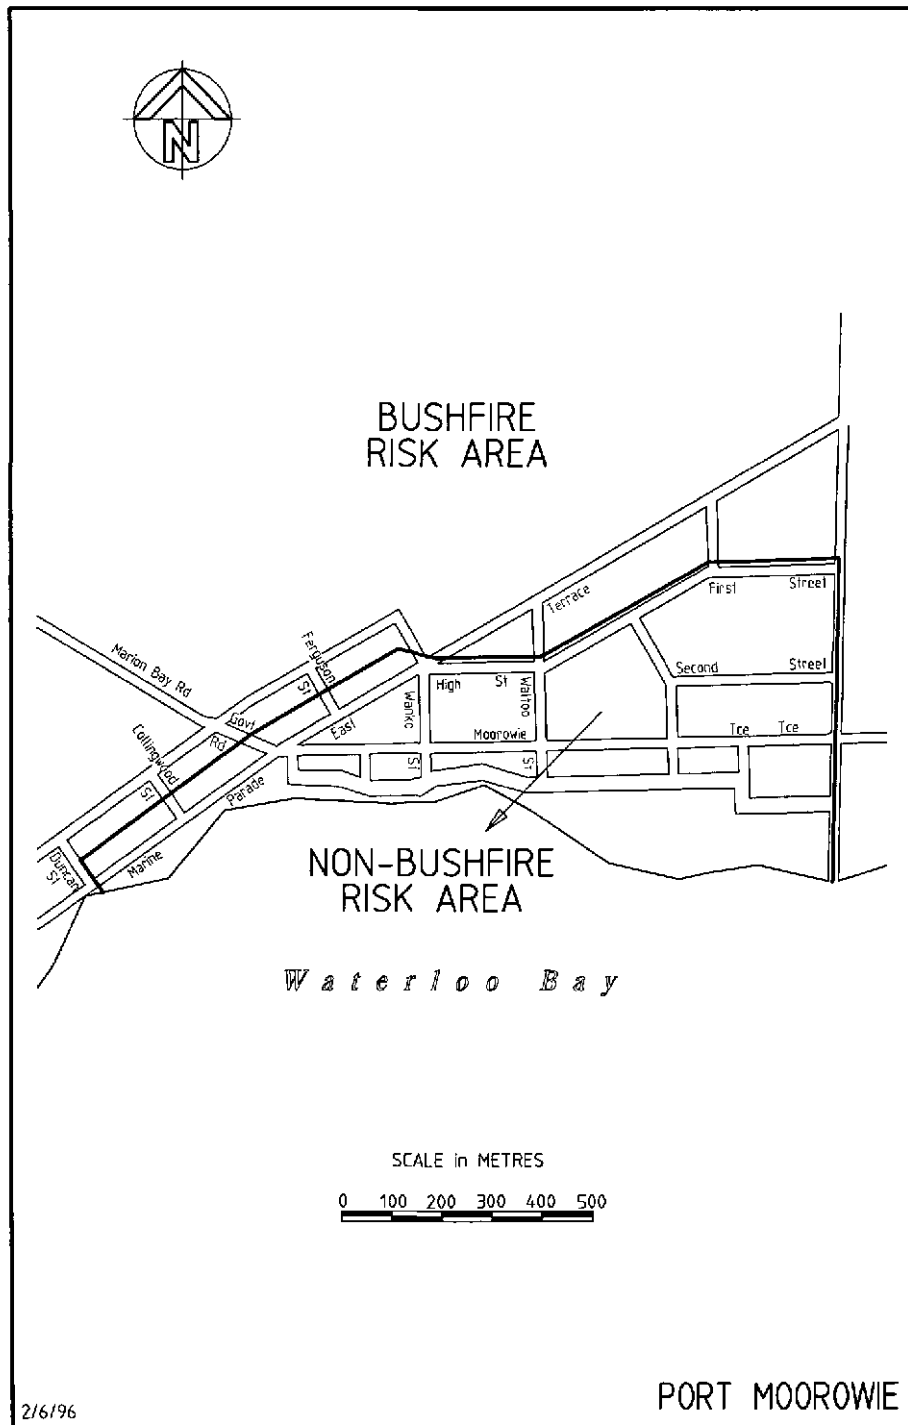 N
BUSHFIRE
RISK AREA
Terrace
First Street
Ferguson
St
Second Street
Marion Bay Rd
High St
Wattoo
St
Govt
Rd
East
Moorowie
Tce Tce
Collingwood
St
St
Parade
Marine
Duncan
St
NON-BUSHFIRE
RISK AREA
Waterloo Bay
SCALE in METRES
0 100 200 300 400 500
PORT MOOROWIE
2/6/96